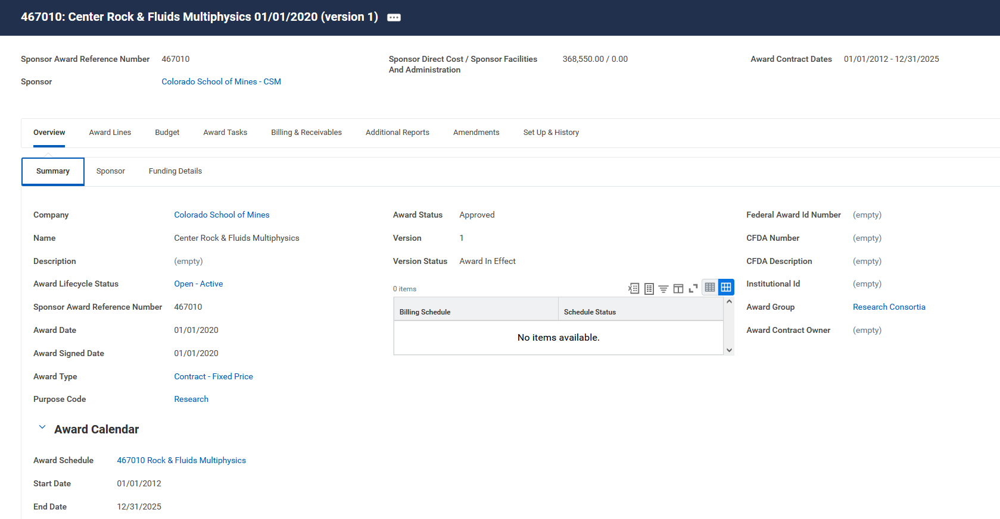 467010: Center Rock & Fluids Multiphysics 01/01/2020 (version 1)
Sponsor Award Reference Number 467010
Sponsor Colorado School of Mines - CSM
Sponsor Direct Cost / Sponsor Facilities And Administration 368,550.00 / 0.00
Award Contract Dates 01/01/2012 - 12/31/2025
Overview Award Lines Budget Award Tasks Billing & Receivables Additional Reports Amendments Set Up & History
Summary Sponsor Funding Details
Company Colorado School of Mines
Name Center Rock & Fluids Multiphysics
Description (empty)
Award Lifecycle Status Open - Active
Sponsor Award Reference Number 467010
Award Date 01/01/2020
Award Signed Date 01/01/2020
Award Type Contract - Fixed Price
Purpose Code Research
Award Status Approved
Version 1
Version Status Award In Effect
0 items
Billing Schedule Schedule Status
No items available.
Federal Award Id Number (empty)
CFDA Number (empty)
CFDA Description (empty)
Institutional Id (empty)
Award Group Research Consortia
Award Contract Owner (empty)
Award Calendar
Award Schedule 467010 Rock & Fluids Multiphysics
Start Date 01/01/2012
End Date 12/31/2025